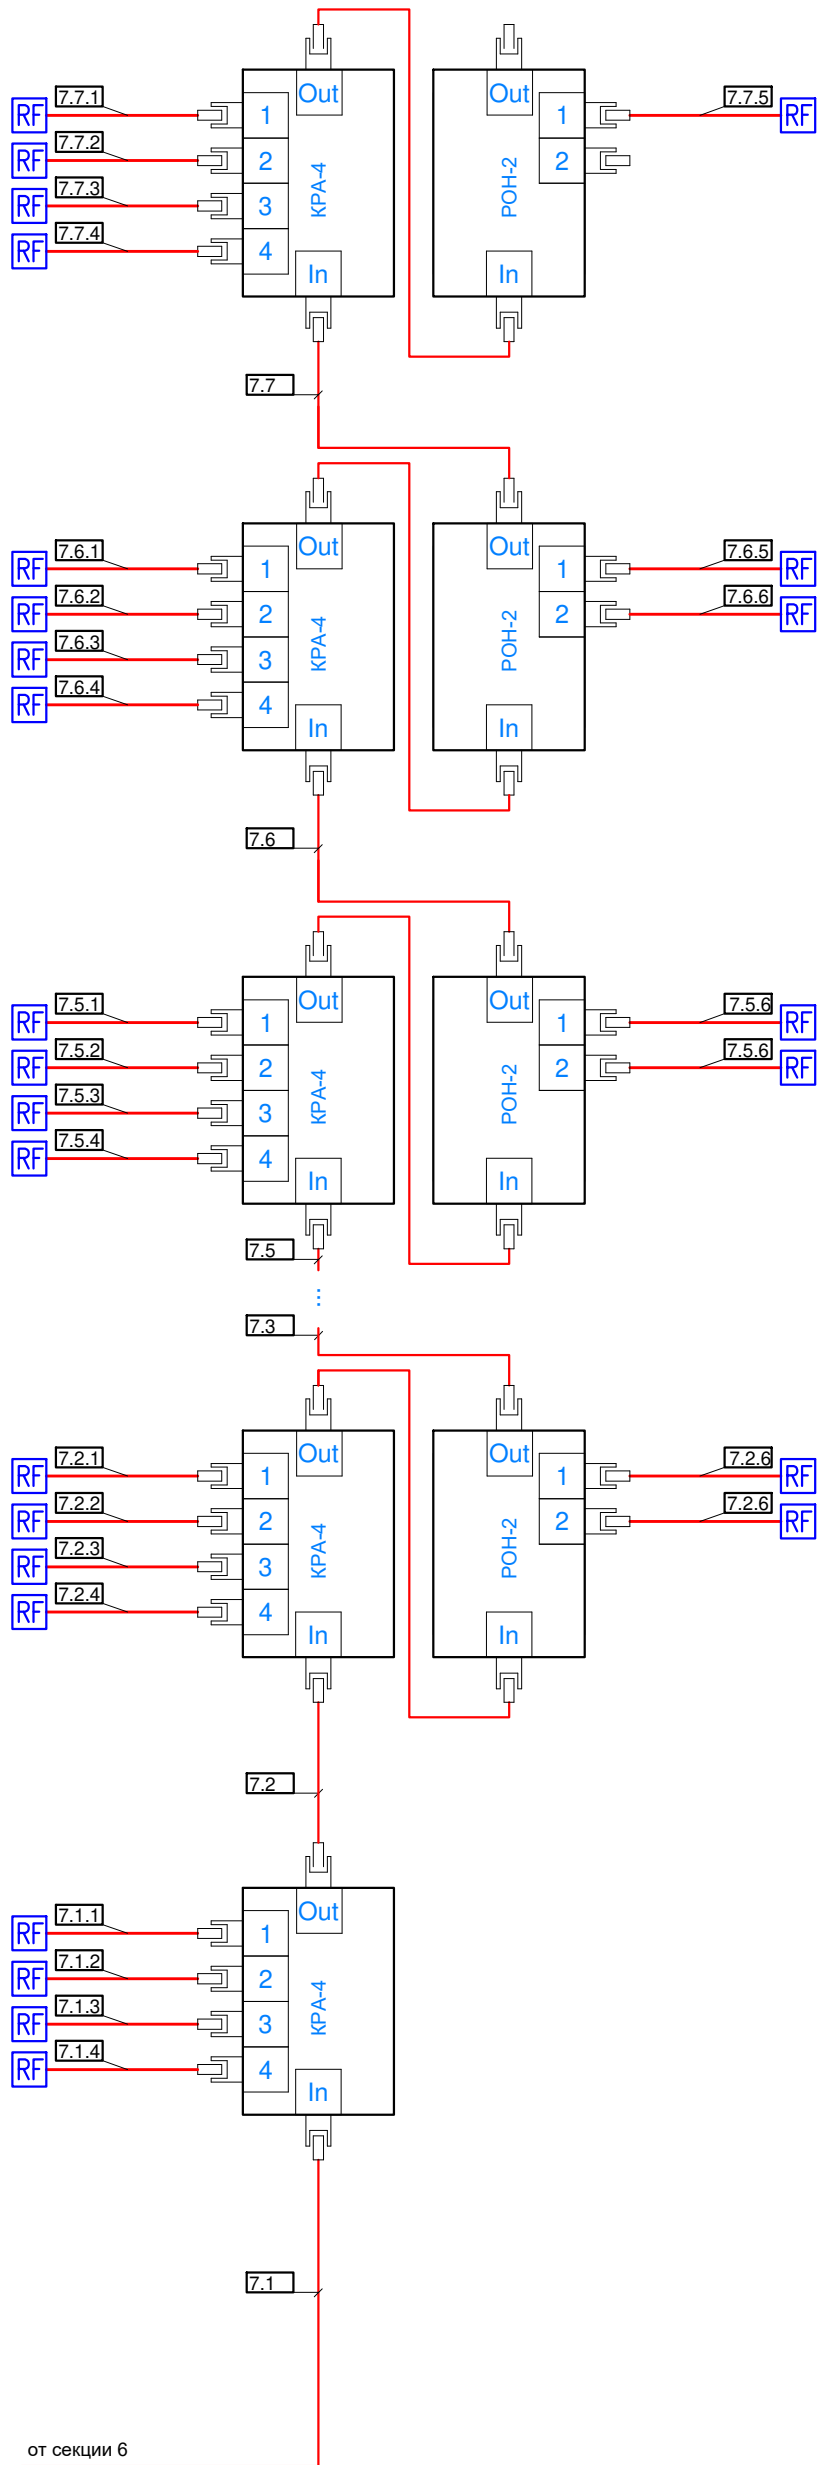 Out
RF 7.7.1 1 1 7.7.5 RF
RF 7.7.2 2 2
RF 7.7.3 3
RF 7.7.4 4
КРА-4
Out
РОН-2
In In
7.7
Out Out
RF 7.6.1 1 1 7.6.5 RF
RF 7.6.2 2 2 7.6.6 RF
RF 7.6.3 3
RF 7.6.4 4
КРА-4
РОН-2
In In
7.6
Out Out
RF 7.5.1 1 1 7.5.6 RF
RF 7.5.2 2 2 7.5.6 RF
RF 7.5.3 3
RF 7.5.4 4
КРА-4
РОН-2
In In
7.5
...
7.3
Out Out
RF 7.2.1 1 1 7.2.6 RF
RF 7.2.2 2 2 7.2.6 RF
RF 7.2.3 3
RF 7.2.4 4
КРА-4
РОН-2
In In
7.2
Out
RF 7.1.1 1
RF 7.1.2 2
RF 7.1.3 3
RF 7.1.4 4
КРА-4
In
7.1
от секции 6